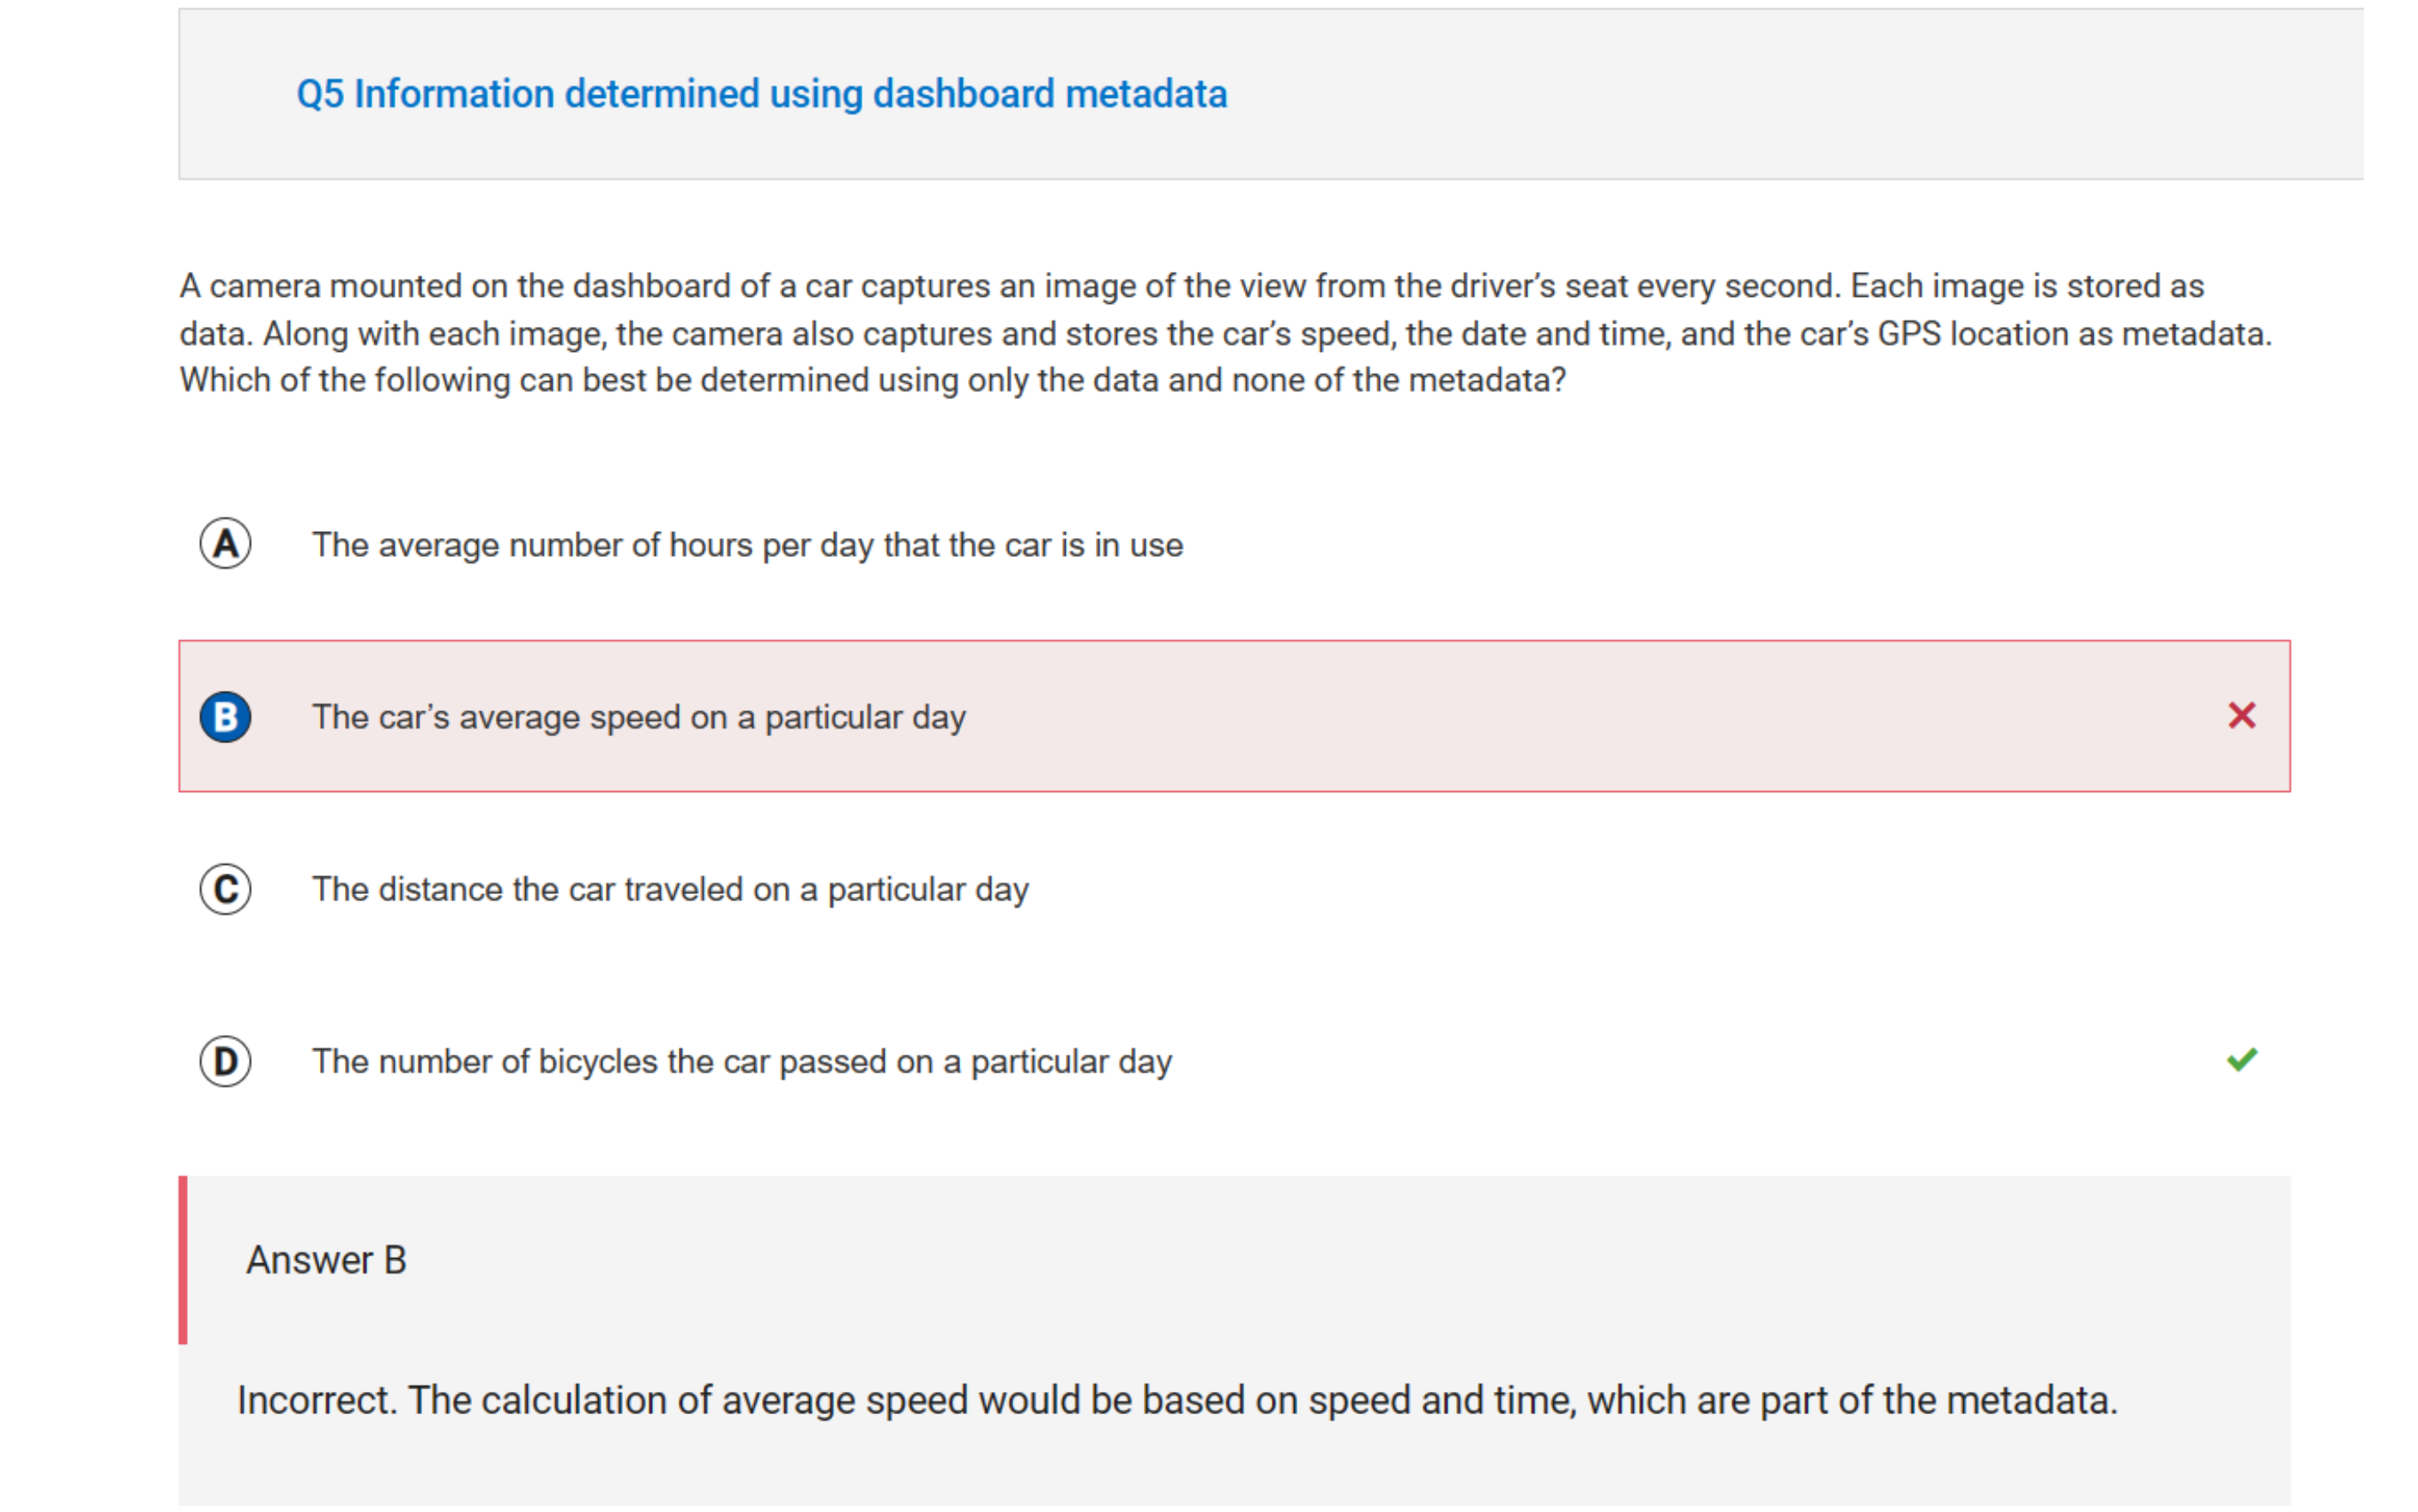 Q5 Information determined using dashboard metadata
A camera mounted on the dashboard of a car captures an image of the view from the driver’s seat every second. Each image is stored as
data. Along with each image, the camera also captures and stores the car’s speed, the date and time, and the car’s GPS location as metadata.
Which of the following can best be determined using only the data and none of the metadata?
A The average number of hours per day that the car is in use
B The car’s average speed on a particular day
C The distance the car traveled on a particular day
D The number of bicycles the car passed on a particular day
Answer B
Incorrect. The calculation of average speed would be based on speed and time, which are part of the metadata.